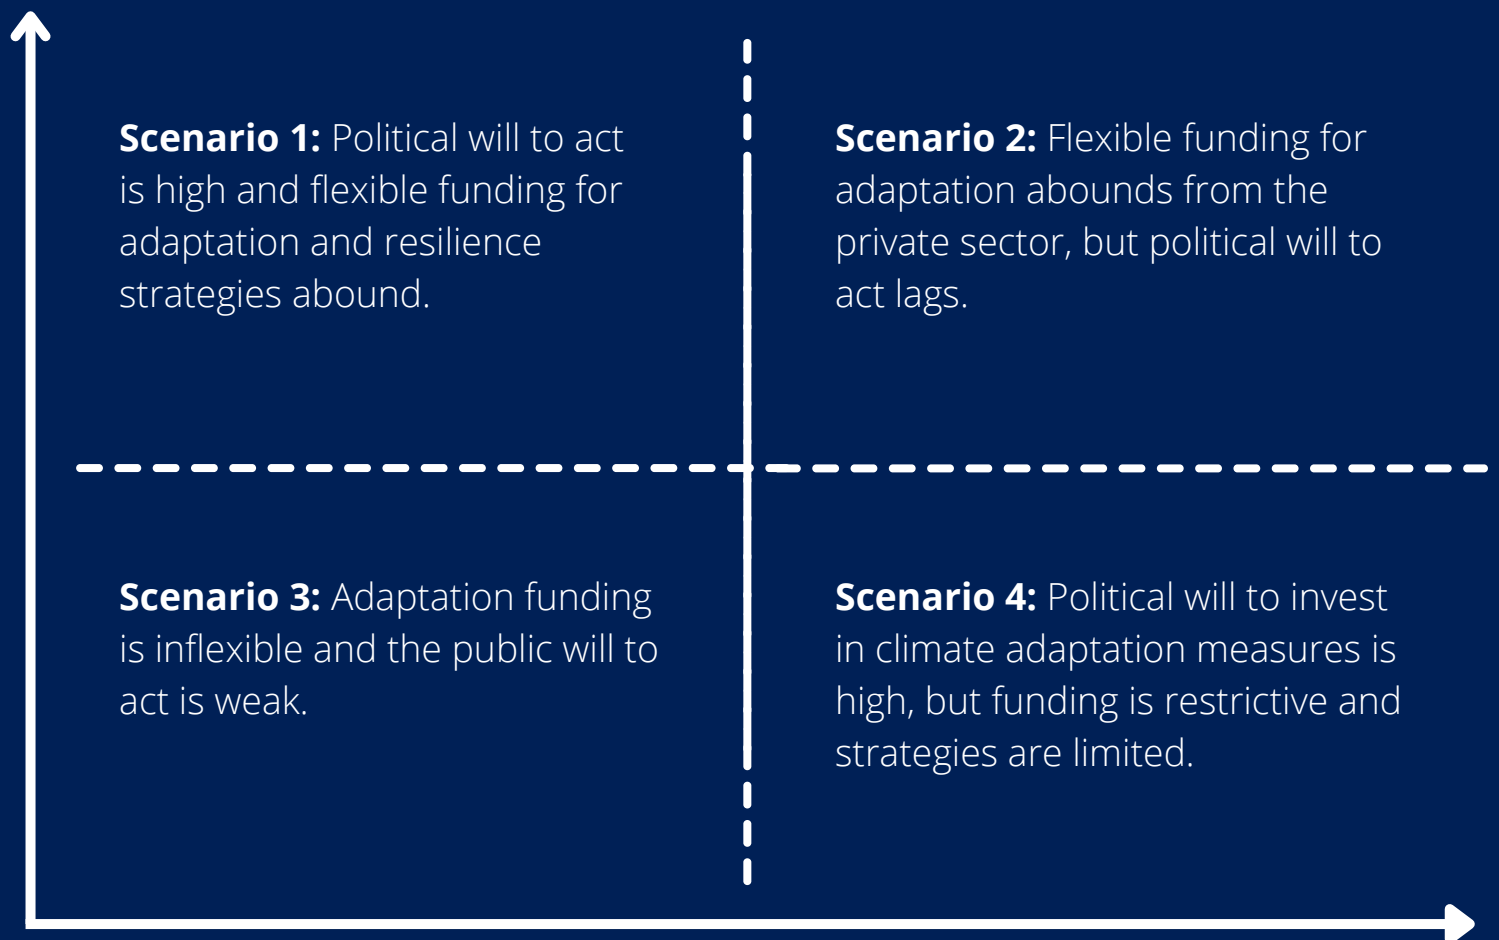 Scenario 1: Political will to act
is high and flexible funding for
adaptation and resilience
strategies abound.
Scenario 2: Flexible funding for
adaptation abounds from the
private sector, but political will to
act lags.
Scenario 3: Adaptation funding
is inflexible and the public will to
act is weak.
Scenario 4: Political will to invest
in climate adaptation measures is
high, but funding is restrictive and
strategies are limited.